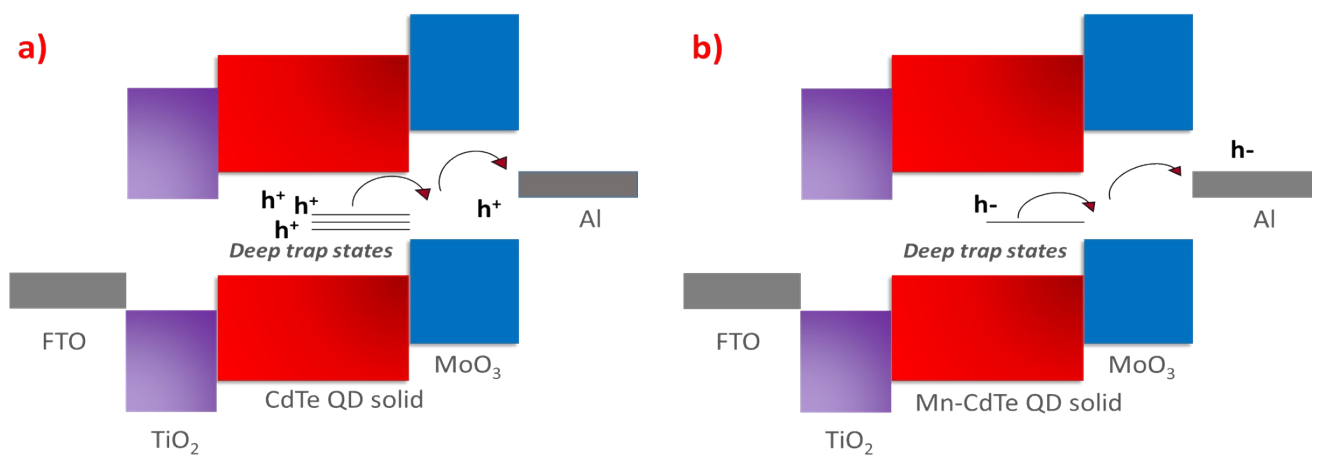 a)
h⁺
h⁺
h⁺
h⁺
Deep trap states
Al
FTO
MoO₃
CdTe QD solid
TiO₂
b)
h-
h-
Deep trap states
Al
FTO
MoO₃
Mn-CdTe QD solid
TiO₂